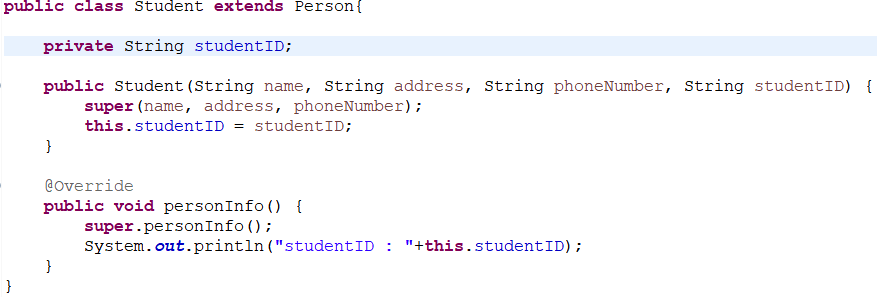 public class Student extends Person{
private String studentID;
public Student(String name, String address, String phoneNumber, String studentID) {
super(name, address, phoneNumber);
this.studentID = studentID;
}
@Override
public void personInfo() {
super.personInfo();
System.out.println("studentID : "+this.studentID);
}
}